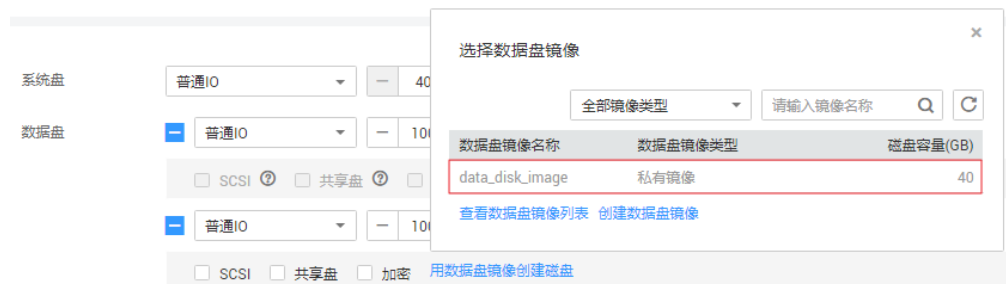 选择数据盘镜像
系统盘 普通IO 40
全部镜像类型 请输入镜像名称
数据盘 普通IO 100
数据盘镜像名称 数据盘镜像类型 磁盘容量(GB)
SCSI 共享盘
data_disk_image 私有镜像 40
查看数据盘镜像列表 创建数据盘镜像
普通IO
SCSI 共享盘 加密 用数据盘镜像创建磁盘